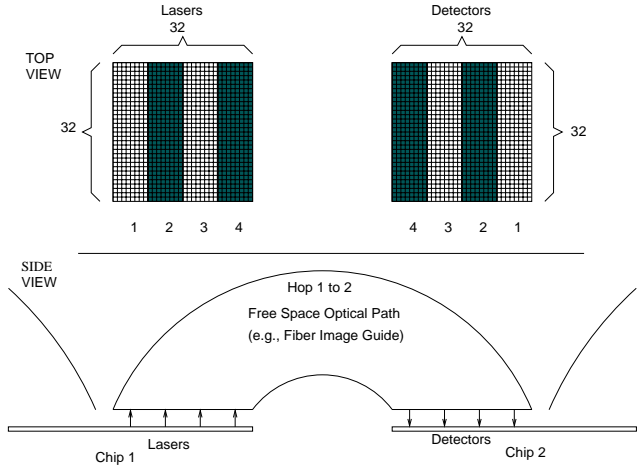 Lasers
32
Detectors
32
TOP
VIEW
32
32
1 2 3 4
4 3 2 1
SIDE
VIEW
Hop 1 to 2
Free Space Optical Path
(e.g., Fiber Image Guide)
Lasers
Chip 1
Detectors
Chip 2